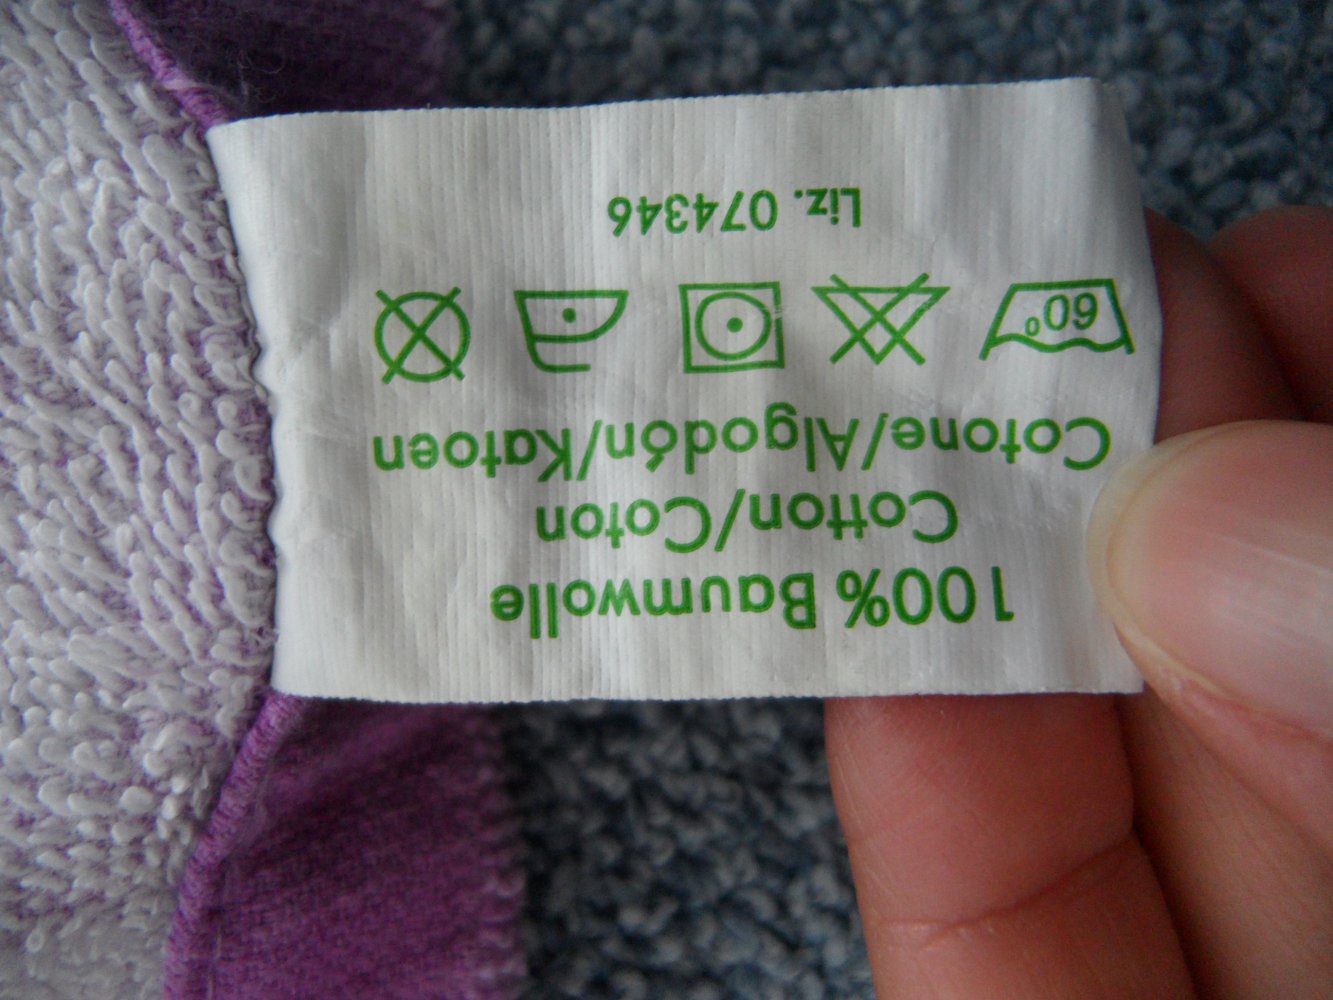 100% Baumwolle
Cotton/Coton
Cotone/Algodón/Katoen
60°
Liz. 074346